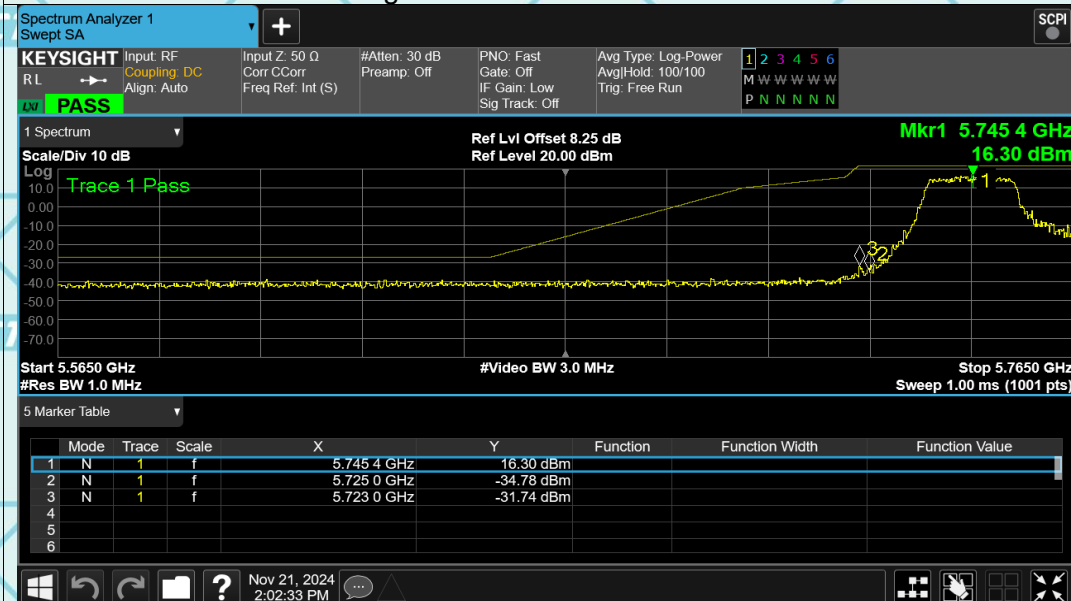 Spectrum Analyzer 1
Swept SA
+
SCPI
KEYSIGHT Input: RF Input Z: 50 Ω #Atten: 30 dB PNO: Fast Avg Type: Log-Power 1 2 3 4 5 6
R L Coupling: DC Corr CCorr Preamp: Off Gate: Off Avg|Hold: 100/100 M W W W W W
Align: Auto Freq Ref: Int (S) IF Gain: Low Trig: Free Run
LXI PASS Sig Track: Off P N N N N N
1 Spectrum
Ref Lvl Offset 8.25 dB Mkr1 5.745 4 GHz
Scale/Div 10 dB Ref Level 20.00 dBm 16.30 dBm
Log
Trace 1 Pass
10.0
0.00
-10.0
-20.0
-30.0
-40.0
-50.0
-60.0
-70.0
1
3
2
Start 5.5650 GHz #Video BW 3.0 MHz Stop 5.7650 GHz
#Res BW 1.0 MHz Sweep 1.00 ms (1001 pts)
5 Marker Table
Mode Trace Scale X Y Function Function Width Function Value
1 N 1 f 5.745 4 GHz 16.30 dBm
2 N 1 f 5.725 0 GHz -34.78 dBm
3 N 1 f 5.723 0 GHz -31.74 dBm
4
5
6
? Nov 21, 2024
2:02:33 PM